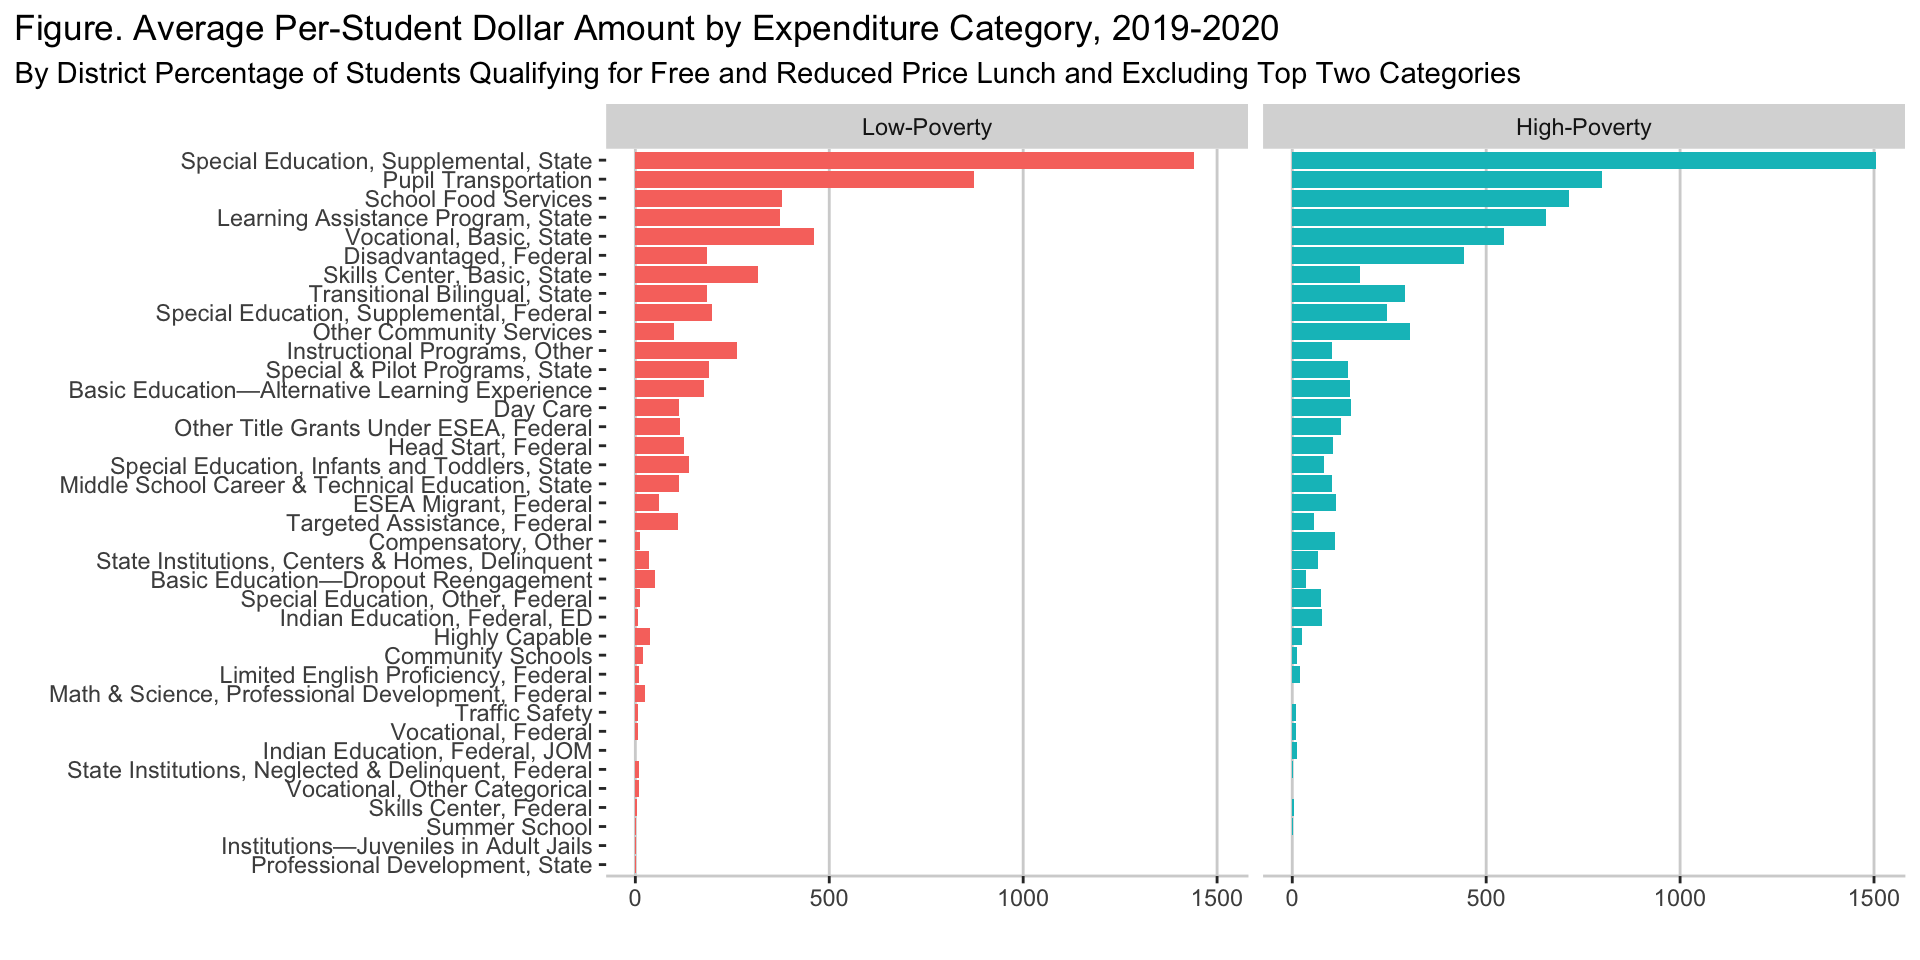 Figure. Average Per-Student Dollar Amount by Expenditure Category, 2019-2020
By District Percentage of Students Qualifying for Free and Reduced Price Lunch and Excluding Top Two Categories
Low-Poverty
High-Poverty
Special Education, Supplemental, State
Pupil Transportation
School Food Services
Learning Assistance Program, State
Vocational, Basic, State
Disadvantaged, Federal
Skills Center, Basic, State
Transitional Bilingual, State
Special Education, Supplemental, Federal
Other Community Services
Instructional Programs, Other
Special & Pilot Programs, State
Basic Education—Alternative Learning Experience
Day Care
Other Title Grants Under ESEA, Federal
Head Start, Federal
Special Education, Infants and Toddlers, State
Middle School Career & Technical Education, State
ESEA Migrant, Federal
Targeted Assistance, Federal
Compensatory, Other
State Institutions, Centers & Homes, Delinquent
Basic Education—Dropout Reengagement
Special Education, Other, Federal
Indian Education, Federal, ED
Highly Capable
Community Schools
Limited English Proficiency, Federal
Math & Science, Professional Development, Federal
Traffic Safety
Vocational, Federal
Indian Education, Federal, JOM
State Institutions, Neglected & Delinquent, Federal
Vocational, Other Categorical
Skills Center, Federal
Summer School
Institutions—Juveniles in Adult Jails
Professional Development, State
0 500 1000 1500
0 500 1000 1500